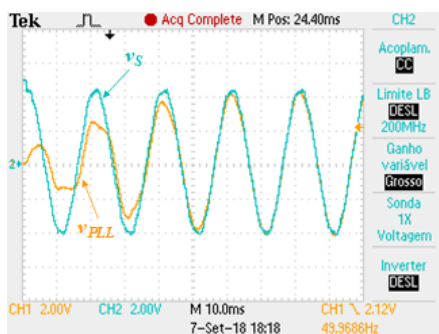 Tek Acq Complete M Pos: 24.40ms CH2
Acoplam.
CC
Limite LB
DESL
200MHz
Ganho
variável
Grosso
Sonda
1X
Voltagem
Inverter
DESL
vS
2
vPLL
CH1 2.00V CH2 2.00V M 10.0ms CH1 2.12V
7-Set-18 18:18 49.9686Hz